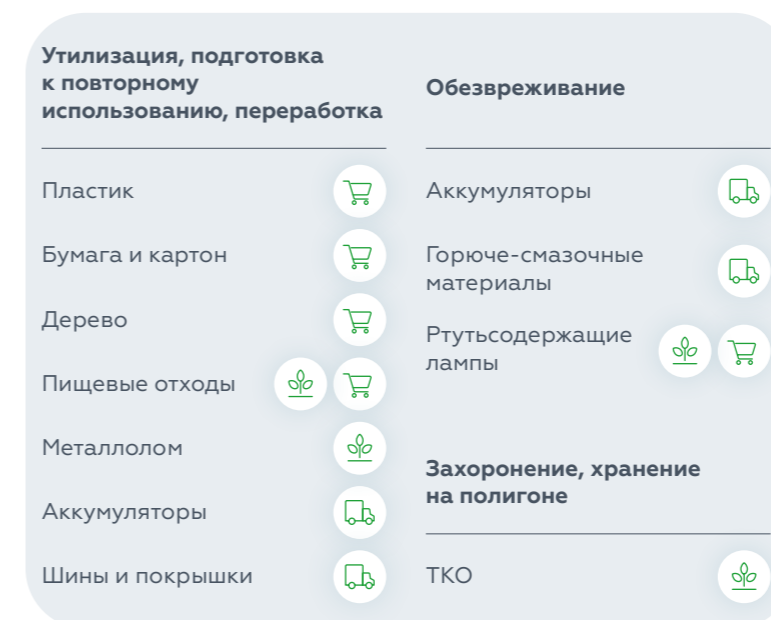 Утилизация, подготовка
к повторному
использованию, переработка
Пластик
Бумага и картон
Дерево
Пищевые отходы
Металлолом
Аккумуляторы
Шины и покрышки
Обезвреживание
Аккумуляторы
Горюче-смазочные
материалы
Ртутьсодержащие
лампы
Захоронение, хранение
на полигоне
ТКО